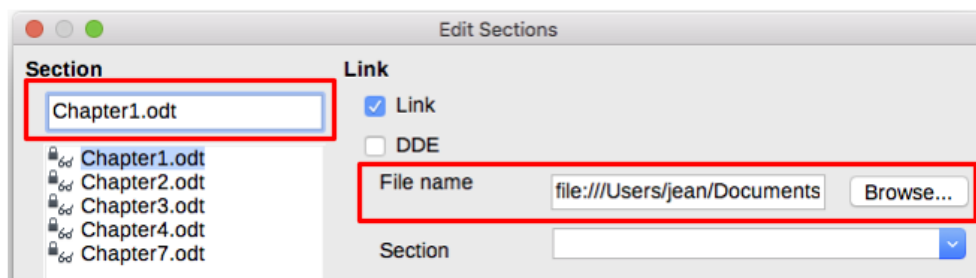 Edit Sections
Section
Chapter1.odt
Chapter1.odt
Chapter2.odt
Chapter3.odt
Chapter4.odt
Chapter7.odt
Link
Link
DDE
File name file:///Users/jean/Documents Browse...
Section